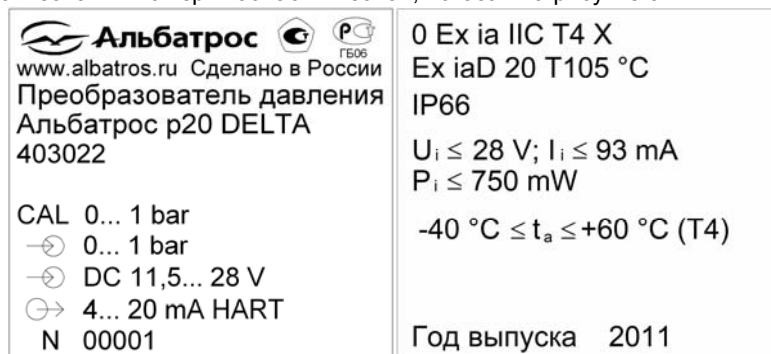 Альбатрос
ГБ06
www.albatros.ru Сделано в России
Преобразователь давления
Альбатрос p20 DELTA
403022
CAL 0... 1 bar
0... 1 bar
DC 11,5... 28 V
4... 20 mA HART
N 00001
0 Ex ia IIC T4 X
Ex iaD 20 T105 °C
IP66
Ui ≤ 28 V; Ii ≤ 93 mA
Pi ≤ 750 mW
-40 °C ≤ ta ≤ +60 °C (T4)
Год выпуска 2011